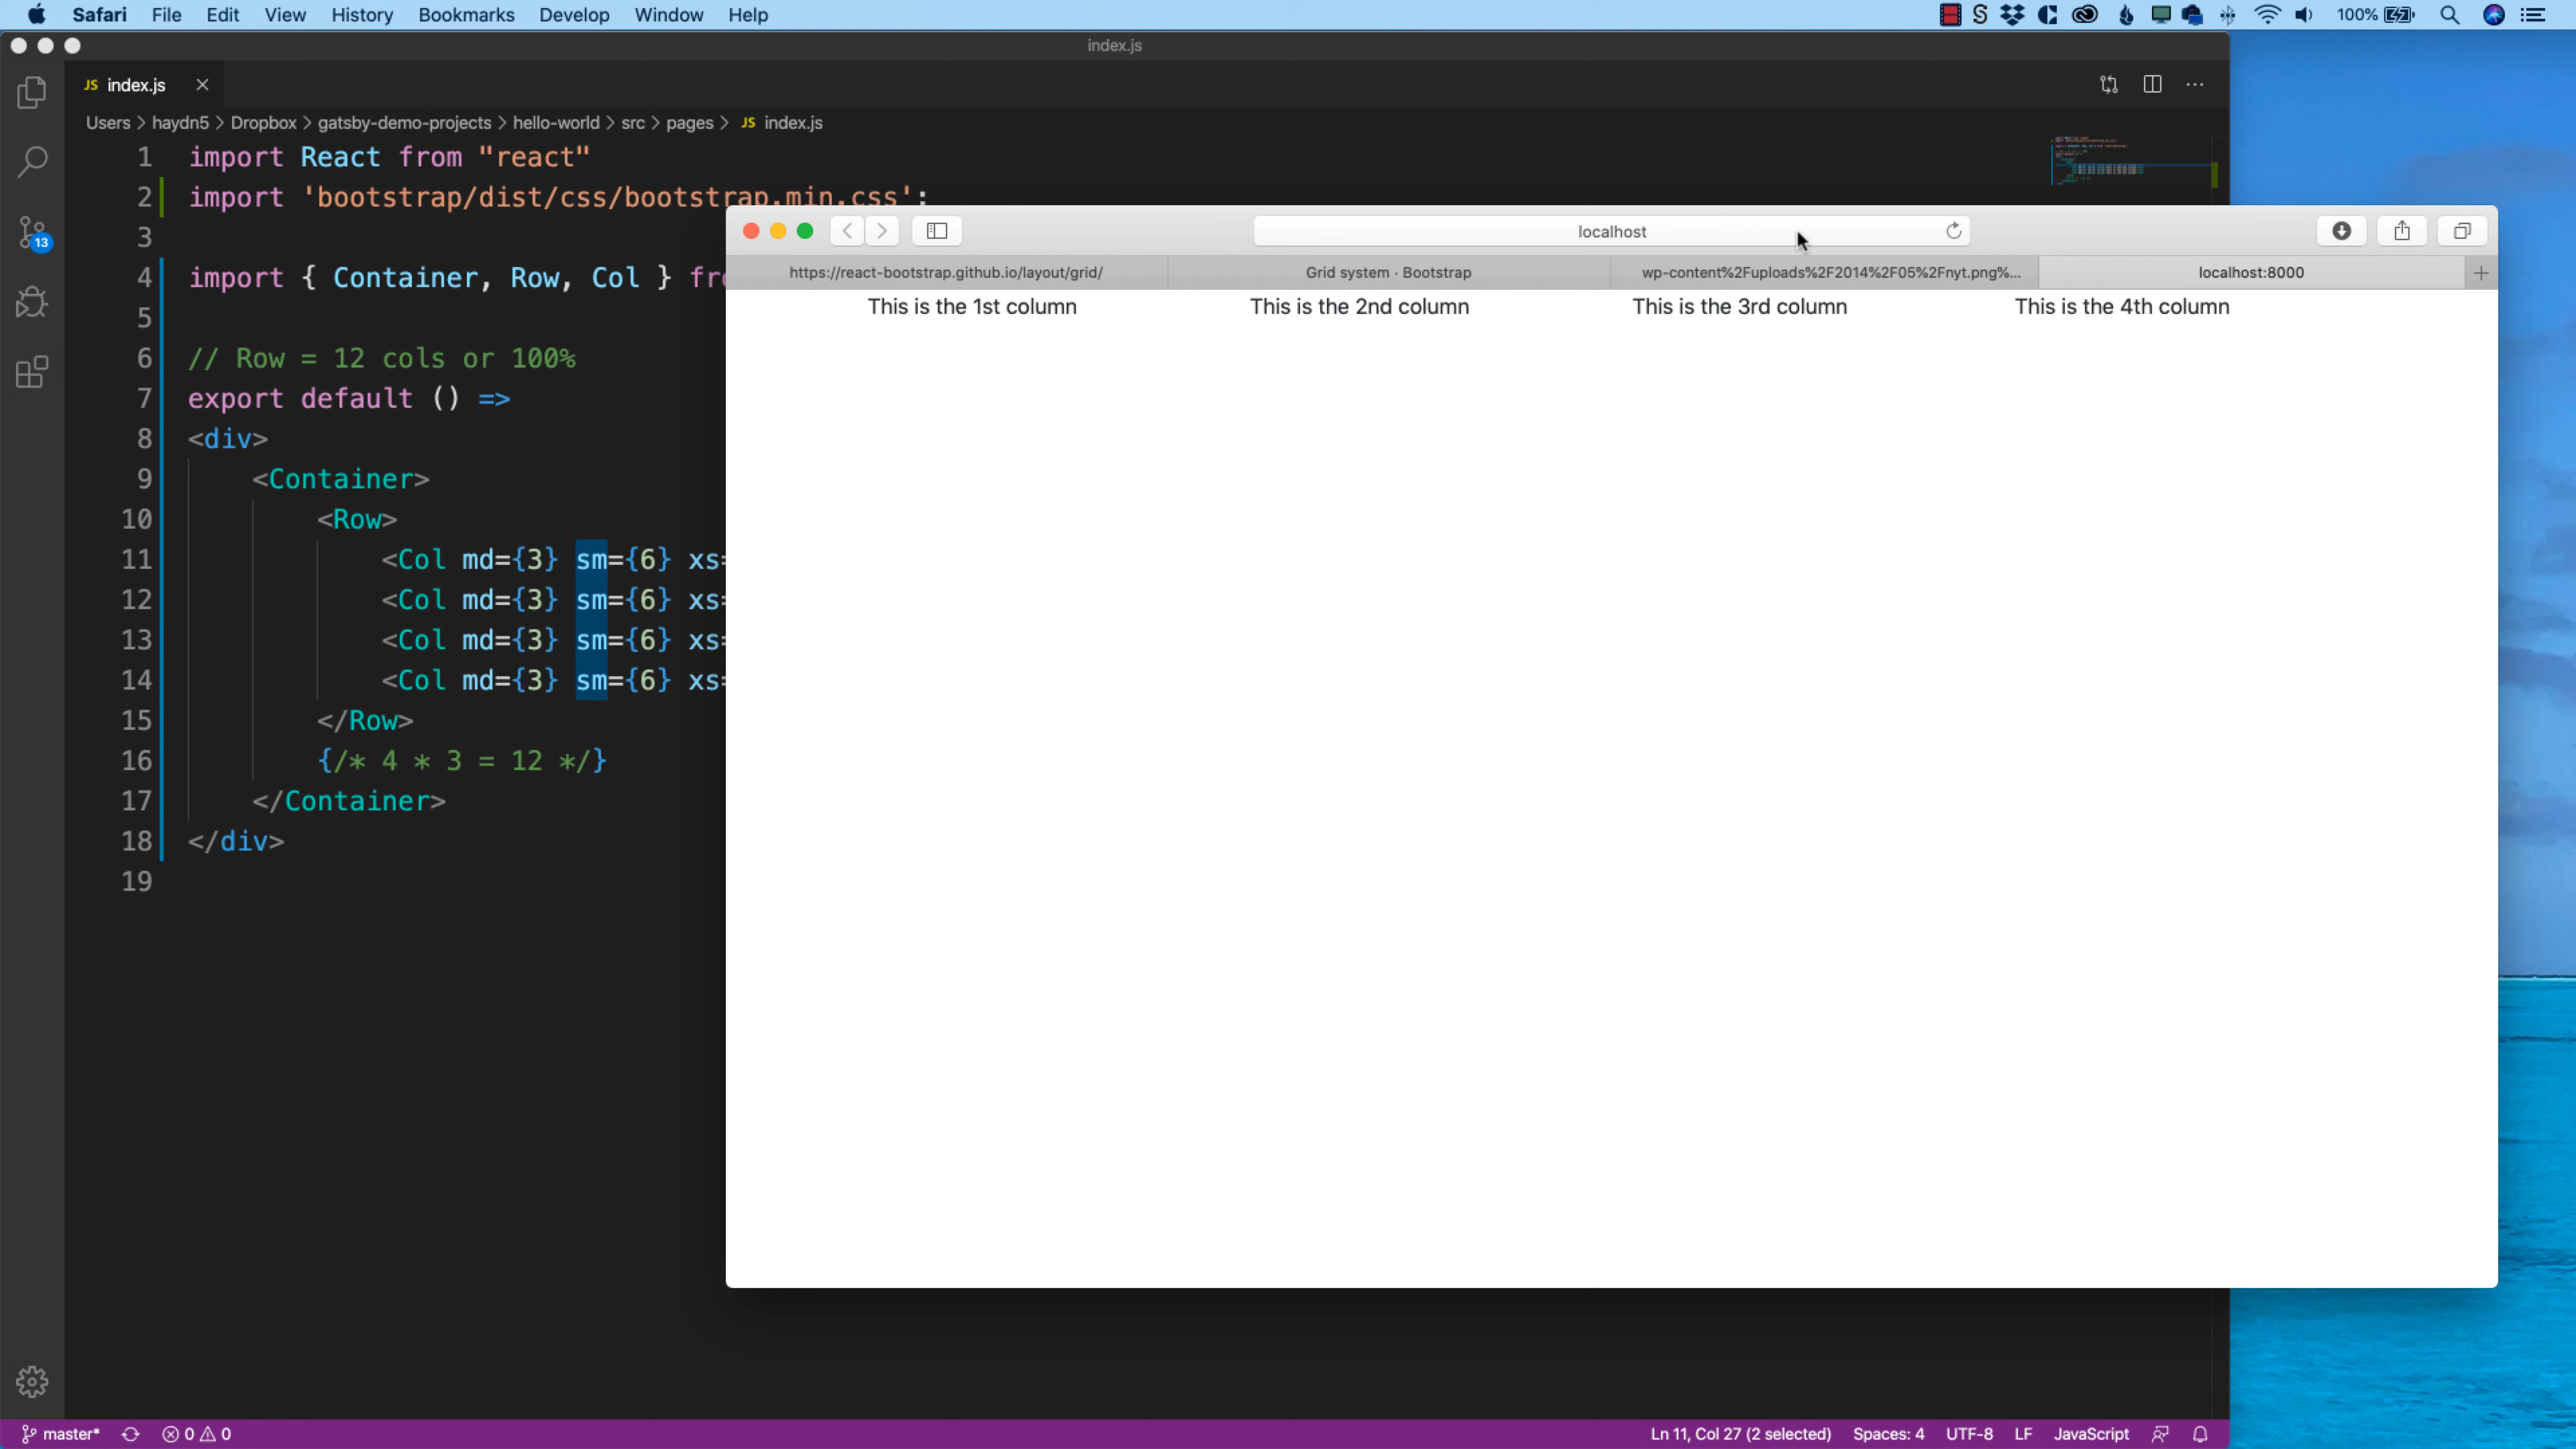 Safari File Edit View History Bookmarks Develop Window Help 100%
index.js
JS index.js
Users > haydn5 > Dropbox > gatsby-demo-projects > hello-world > src > pages > JS index.js
1 import React from "react"
2 import 'bootstrap/dist/css/bootstrap.min.css';
3
4 import { Container, Row, Col } fro
5
6 // Row = 12 cols or 100%
7 export default () =>
8 <div>
9 <Container>
10 <Row>
11 <Col md={3} sm={6} xs=
12 <Col md={3} sm={6} xs=
13 <Col md={3} sm={6} xs=
14 <Col md={3} sm={6} xs=
15 </Row>
16 {/* 4 * 3 = 12 */}
17 </Container>
18 </div>
19
13
localhost
https://react-bootstrap.github.io/layout/grid/ Grid system · Bootstrap wp-content%2Fuploads%2F2014%2F05%2Fnyt.png%... localhost:8000
This is the 1st column This is the 2nd column This is the 3rd column This is the 4th column
master* 0 0 Ln 11, Col 27 (2 selected) Spaces: 4 UTF-8 LF JavaScript